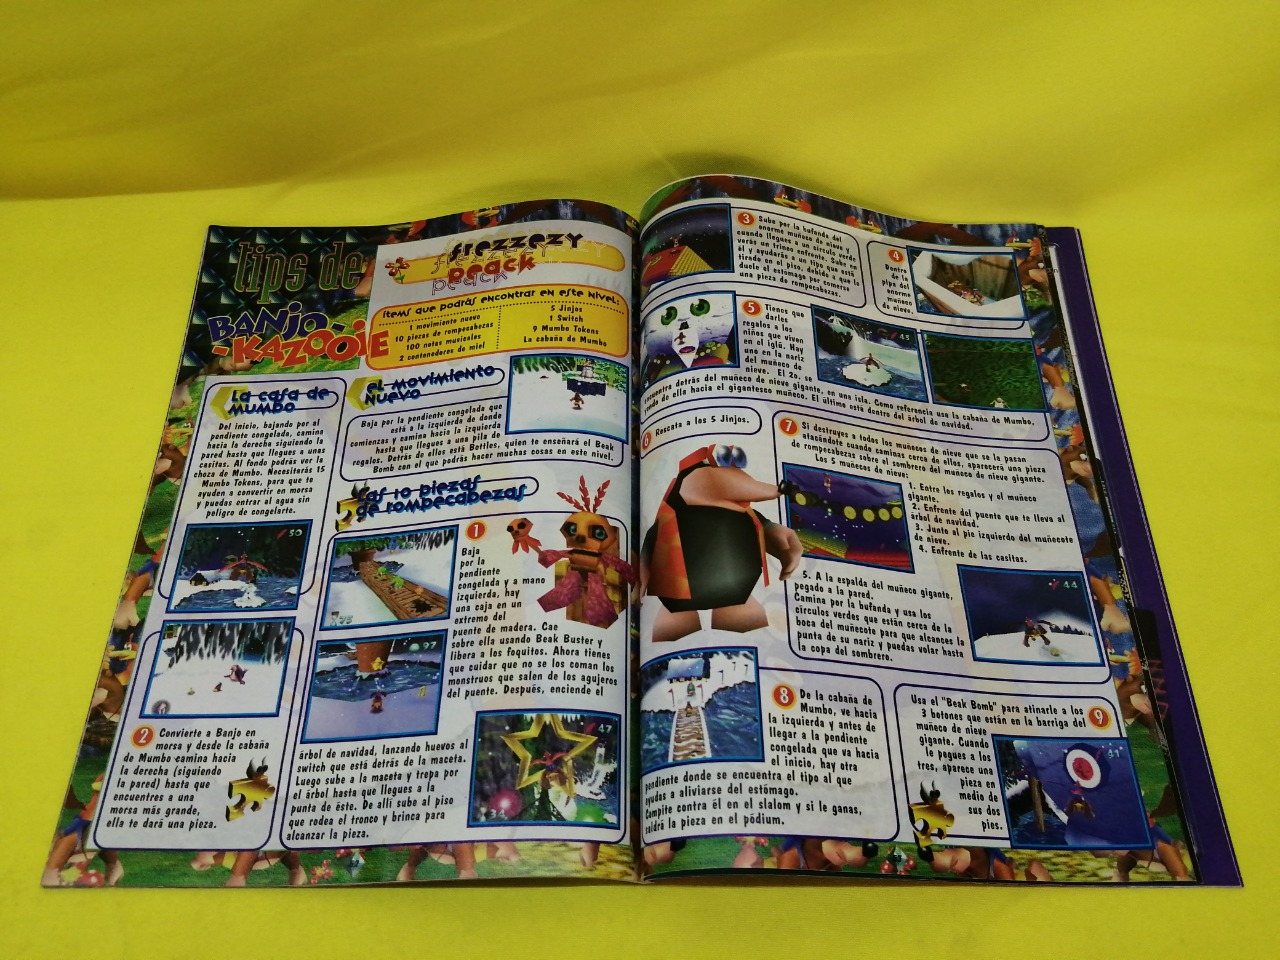 tips de
BANJO-
-KAZOOIE
frezzezy
peack
Items que podrás encontrar en este nivel:
1 movimiento nuevo
10 piezas de rompecabezas
100 notas musicales
2 contenedores de miel
5 Jinjos
1 Switch
9 Mumbo Tokens
La cabaña de Mumbo
La casa de
Mumbo
Del inicio, bajando por al
pendiente congelada, camina
hacia la derecha siguiendo la
pared hasta que llegues a unas
casitas. Al fondo podrás ver la
choza de Mumbo. Necesitarás 15
Mumbo Tokens, para que te
ayuden a convertir en morsa
y puedas entrar al agua sin
peligro de congelarte.
el movimiento
nuevo
Baja por la pendiente congelada que
está a la izquierda de donde
comienzas y camina hacia la izquierda
hasta que llegues a una pila de
regalos. Detrás de ellos está Bottles, quien te enseñará el Beak
Bomb con el que podrás hacer muchas cosas en este nivel.
Las 10 piezas
de rompecabezas
1
Baja
por la
pendiente
congelada y a mano
izquierda, hay
una caja en un
extremo del
puente de madera. Cae
sobre ella usando Beak Buster y
libera a los foquitos. Ahora tienes
que cuidar que no se los coman los
monstruos que salen de los agujeros
del puente. Después, enciende el
árbol de navidad, lanzando huevos al
switch que está detrás de la maceta.
Luego sube a la maceta y trepa por
el árbol hasta que llegues a la
punta de éste. De allí sube al piso
que rodea el tronco y brinca para
alcanzar la pieza.
50
75
97
47
34
2 Convierte a Banjo en
morsa y desde la cabaña
de Mumbo camina hacia
la derecha (siguiendo
la pared) hasta que
encuentres a una
morsa más grande,
ella te dará una pieza.
3 Sube por la bufanda del
enorme muñeco de nieve y
cuando llegues a un círculo verde
verás un trineo enfrente. Sube en
él y ayudarás a un tipo que está
tirado en el piso, debido a que le
duele el estomago por comerse
una pieza de rompecabezas.
4
Dentro
de la
pipa del
enorme
muñeco
de nieve.
5 Tienes que
darles
regalos a los
niños que viven
en el iglú. Hay
uno en la nariz
del muñeco de
nieve. El 2o. se
encuentra detrás del muñeco de nieve gigante, en una isla. Como referencia usa la cabaña de Mumbo,
yendo de ella hacia el gigantesco muñeco. El último está dentro del árbol de navidad.
43
6 Rescata a los 5 Jinjos.
7 Si destruyes a todos los muñecos de nieve que se la pasan
atacándote cuando caminas cerca de ellos, aparecerá una pieza
de rompecabezas sobre el sombrero del muñeco de nieve gigante.
Los 5 muñecos de nieve:
1. Entre los regalos y el muñeco
gigante.
2. Enfrente del puente que te lleva al
árbol de navidad.
3. Junto al pie izquierdo del muñecote
de nieve.
4. Enfrente de las casitas.
5. A la espalda del muñeco gigante,
pegado a la pared.
Camina por la bufanda y usa los
círculos verdes que están cerca de la
boca del muñecote para que alcances la
punta de su nariz y puedas volar hasta
la copa del sombrero.
44
8 De la cabaña de
Mumbo, ve hacia
la izquierda y antes de
llegar a la pendiente
congelada que va hacia
el inicio, hay otra
pendiente donde se encuentra el tipo al que
ayudas a aliviarse del estómago.
Compite contra él en el slalom y si le ganas,
saldrá la pieza en el pódium.
Usa el "Beak Bomb" para atinarle a los
3 botones que están en la barriga del 9
muñeco de nieve
gigante. Cuando
le pegues a los
tres, aparece una
pieza en
medio de
sus dos
pies.
41